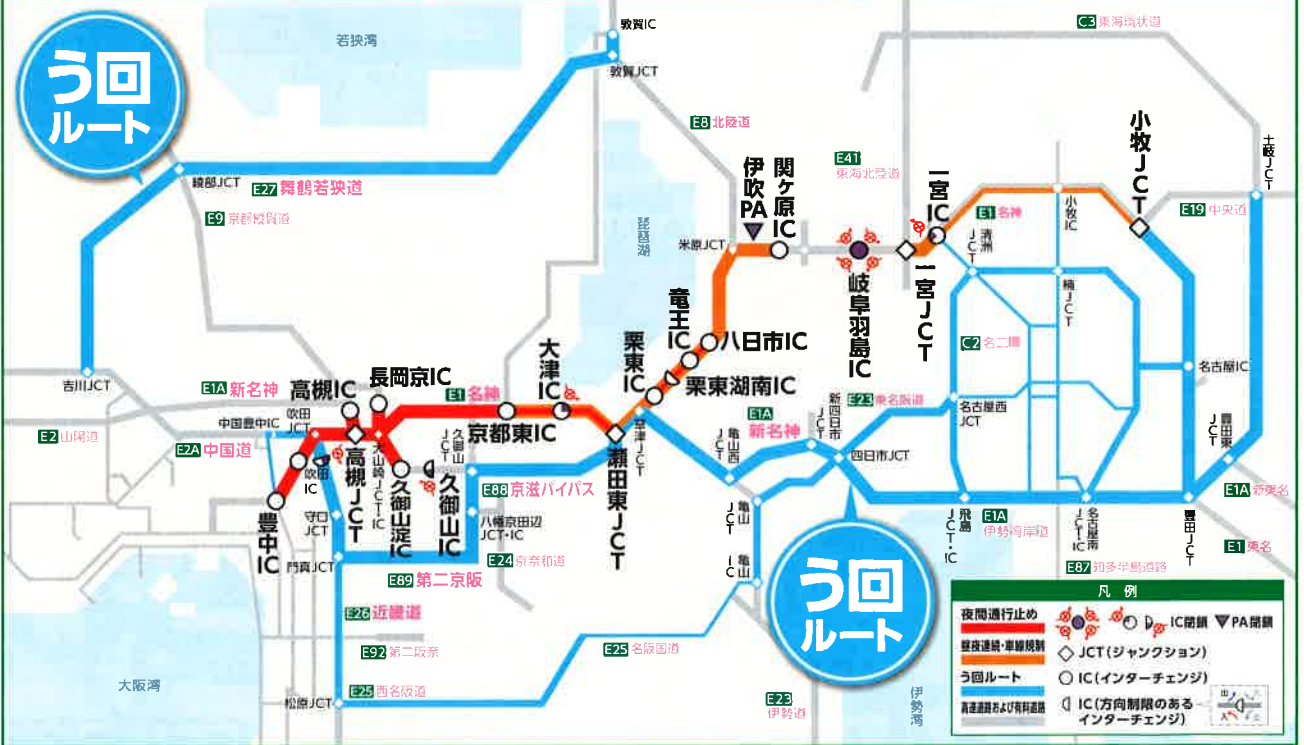 う回
ルート
若狭湾
敦賀IC
敦賀JCT
C3 東海環状道
E8 北陸道
綾部JCT
E27 舞鶴若狭道
E9 京都縦貫道
琵琶湖
米原JCT
伊吹PA
関ヶ原IC
E41
東海北陸道
岐阜羽島IC
一宮IC
一宮JCT
E1 名神
清洲JCT
小牧IC
小牧JCT
土岐JCT
E19 中央道
楠JCT
C2 名二環
名古屋IC
名古屋西
JCT
豊田東JCT
E1A 新東名
E1 東名
豊田JCT
名古屋南
JCT・IC
E87 知多半島道路
飛島
JCT・IC
E1A
伊勢湾岸道
吉川JCT
E1A 新名神
高槻IC
長岡京IC
E1 名神
大津IC
京都東IC
栗東IC
竜王IC
八日市IC
栗東湖南IC
草津JCT
瀬田東JCT
E1A
新名神
新四日市JCT
E23 東名阪道
四日市JCT
亀山西JCT
亀山JCT
亀山IC
E2 山陽道
E2A 中国道
中国豊中IC
吹田JCT
吹田IC
豊中IC
高槻JCT
大山崎JCT・IC
久御山淀IC
久御山JCT
久御山IC
E88 京滋バイパス
八幡京田辺
JCT・IC
E24 京奈和道
守口JCT
門真JCT
E89 第二京阪
E26 近畿道
E92 第二阪奈
E25 西名阪道
松原JCT
E25 名阪国道
大阪湾
E23
伊勢道
伊勢湾
う回
ルート
凡例
夜間通行止め
IC閉鎖
PA閉鎖
昼夜連続・車線規制
JCT(ジャンクション)
う回ルート
IC(インターチェンジ)
高速道路および有料道路
IC(方向制限のある
インターチェンジ)